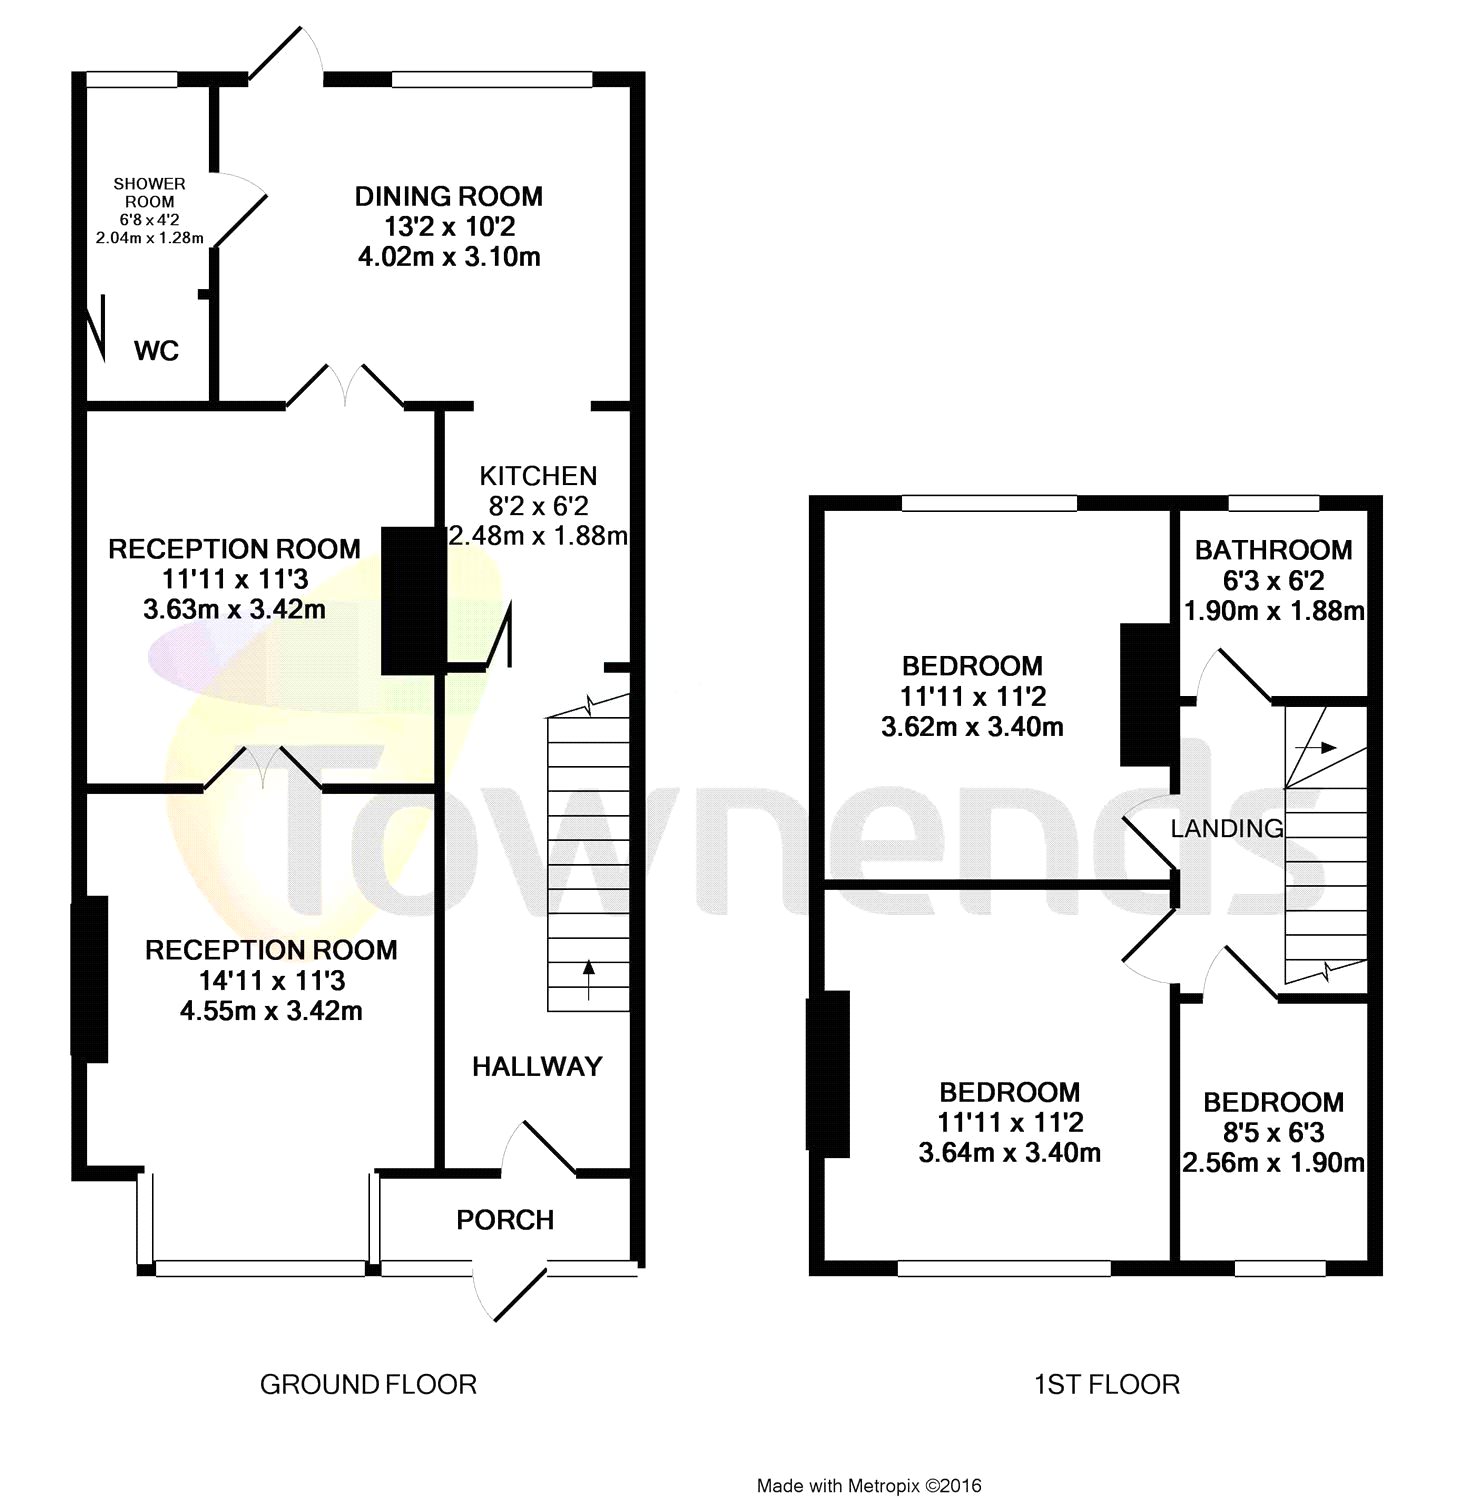 SHOWER
ROOM
6'8 x 4'2
2.04m x 1.28m
WC
DINING ROOM
13'2 x 10'2
4.02m x 3.10m
KITCHEN
8'2 x 6'2
2.48m x 1.88m
RECEPTION ROOM
11'11 x 11'3
3.63m x 3.42m
RECEPTION ROOM
14'11 x 11'3
4.55m x 3.42m
HALLWAY
PORCH
GROUND FLOOR
BEDROOM
11'11 x 11'2
3.62m x 3.40m
BATHROOM
6'3 x 6'2
1.90m x 1.88m
LANDING
BEDROOM
11'11 x 11'2
3.64m x 3.40m
BEDROOM
8'5 x 6'3
2.56m x 1.90m
1ST FLOOR
Townends
Made with Metropix ©2016